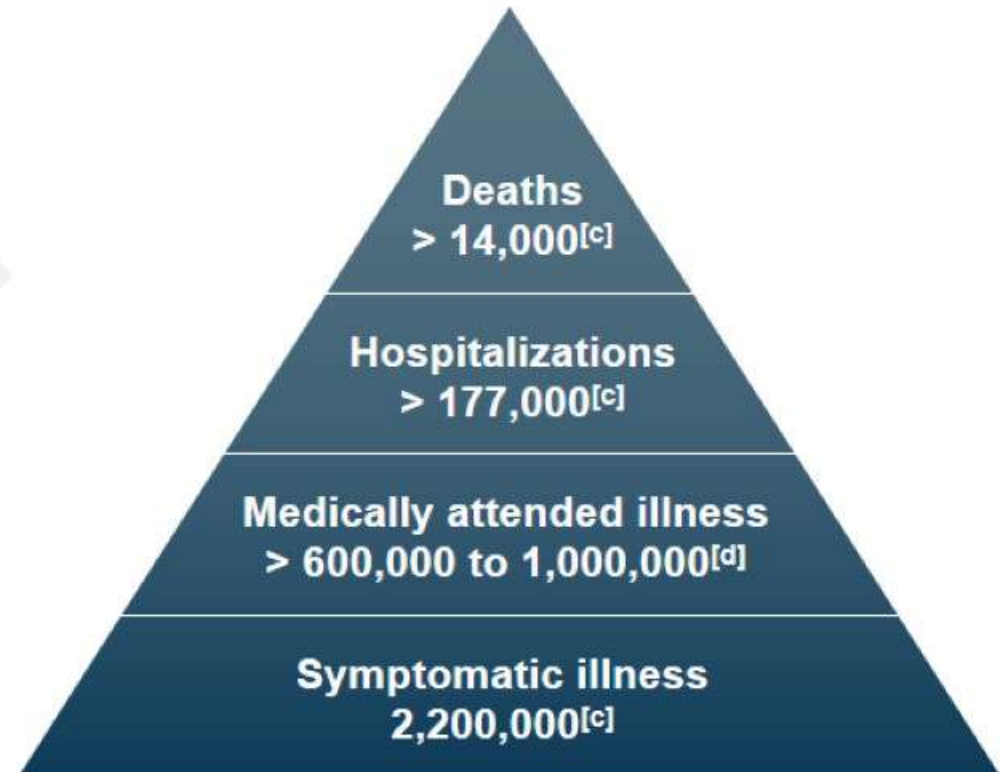 Deaths
> 14,000[c]
Hospitalizations
> 177,000[c]
Medically attended illness
> 600,000 to 1,000,000[d]
Symptomatic illness
2,200,000[c]